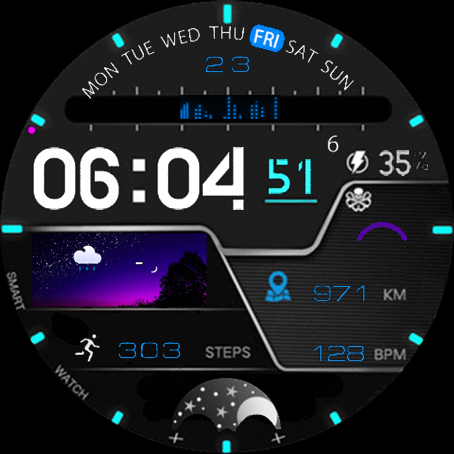 MON TUE WED THU FRI SAT SUN
23
06:04 51
6
35%
971 KM
SMART
303 STEPS
128 BPM
WATCH